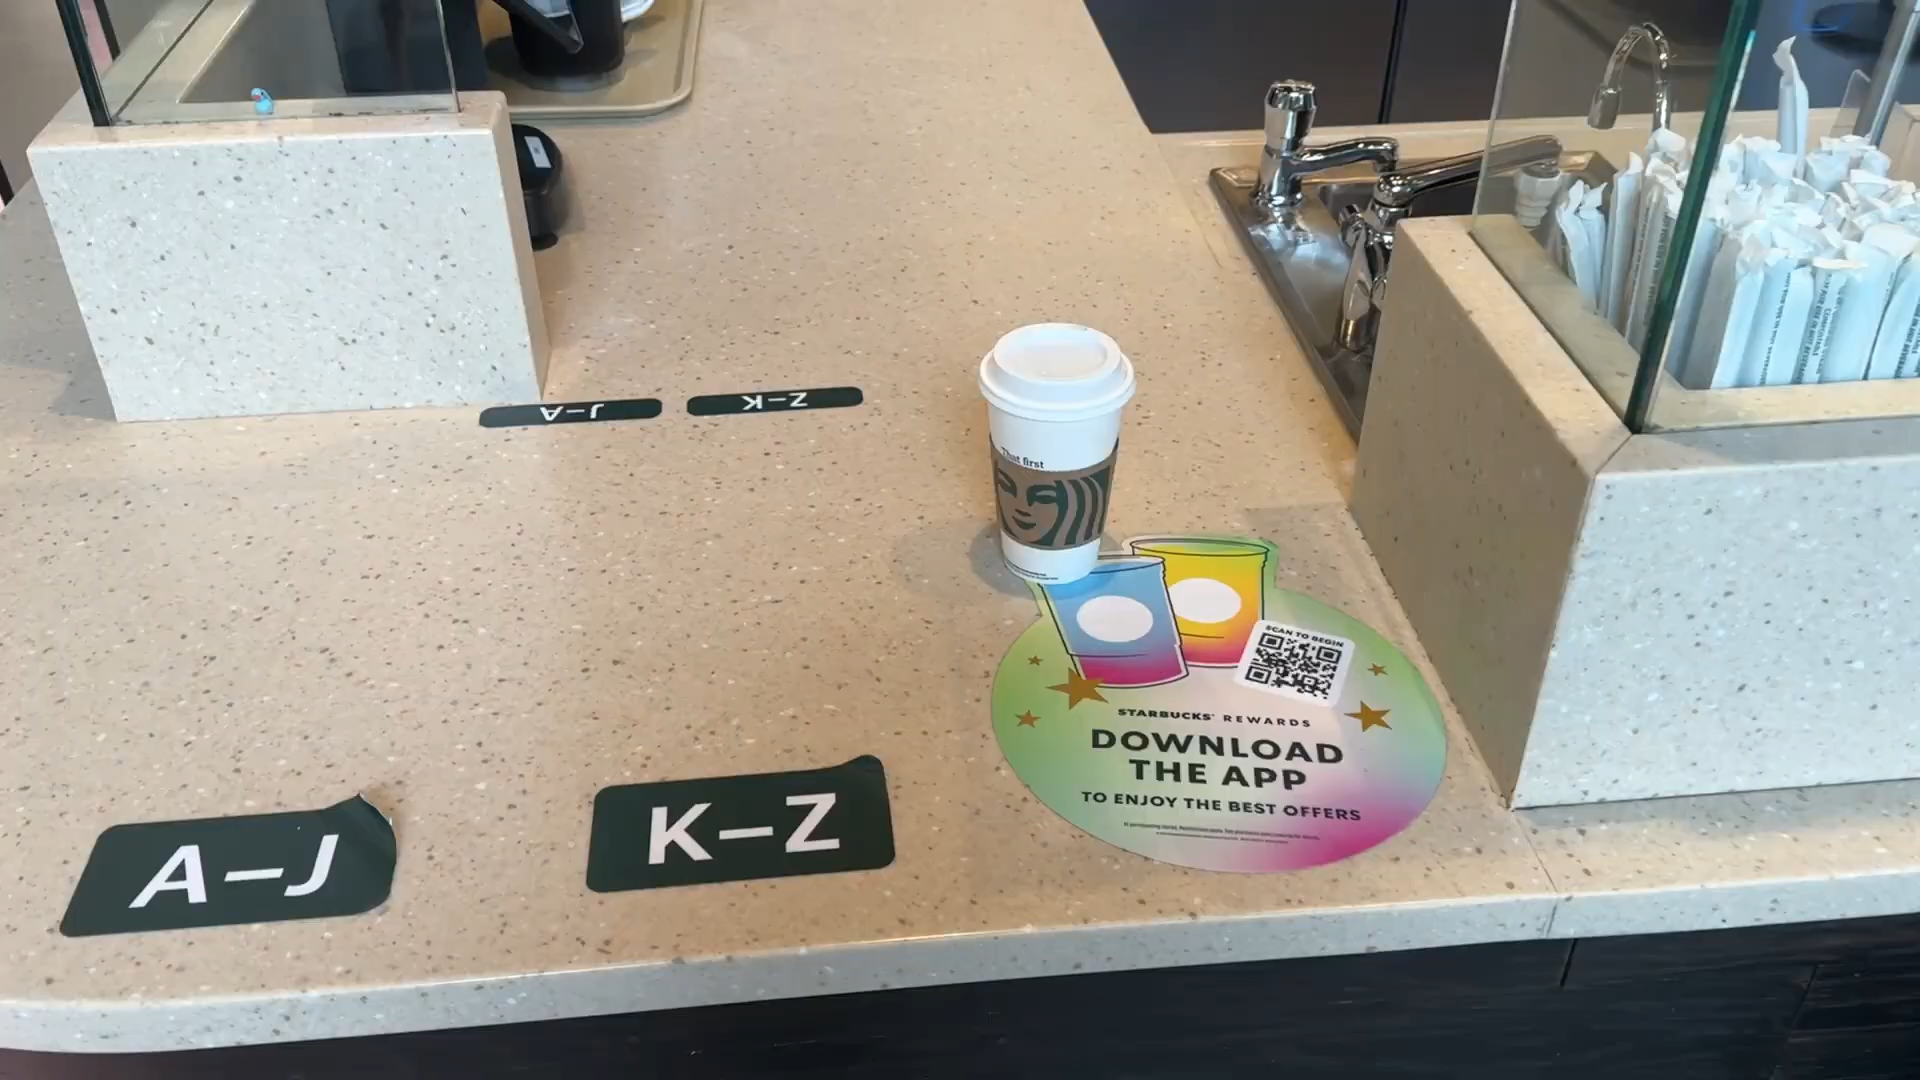 A–J
K–Z
That first
SCAN TO BEGIN
STARBUCKS® REWARDS
DOWNLOAD
THE APP
TO ENJOY THE BEST OFFERS
A–J
K–Z